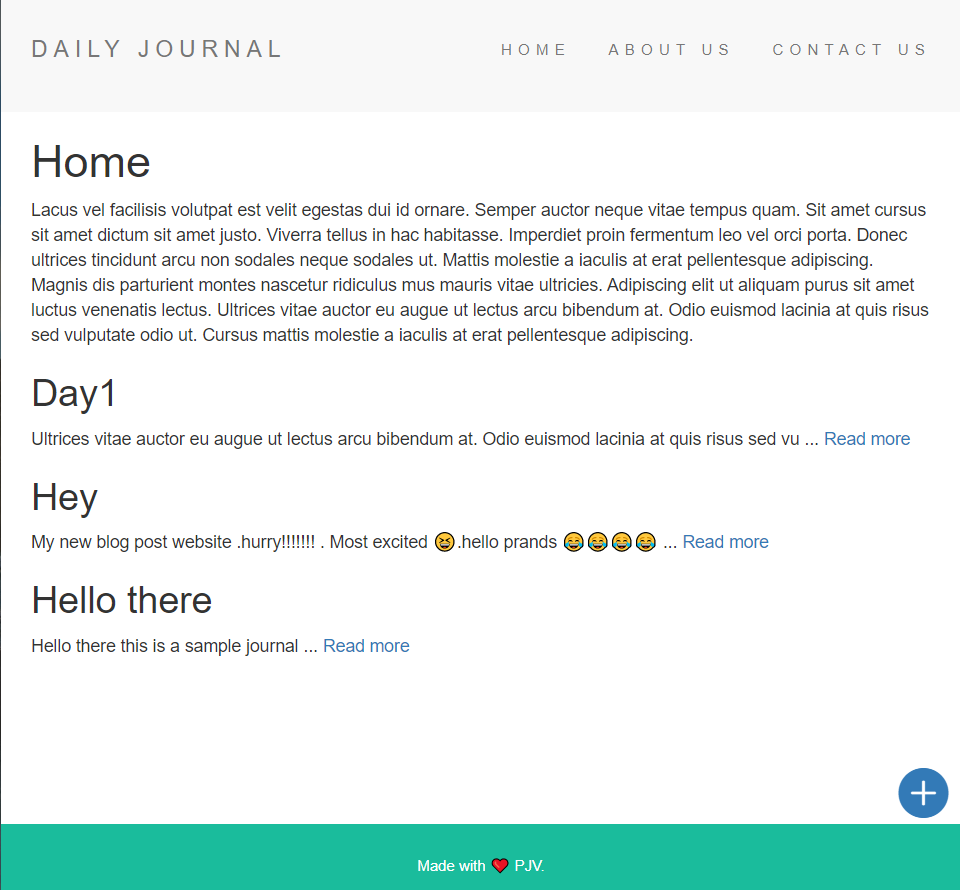 DAILY JOURNAL
HOME ABOUT US CONTACT US
Home
Lacus vel facilisis volutpat est velit egestas dui id ornare. Semper auctor neque vitae tempus quam. Sit amet cursus
sit amet dictum sit amet justo. Viverra tellus in hac habitasse. Imperdiet proin fermentum leo vel orci porta. Donec
ultrices tincidunt arcu non sodales neque sodales ut. Mattis molestie a iaculis at erat pellentesque adipiscing.
Magnis dis parturient montes nascetur ridiculus mus mauris vitae ultricies. Adipiscing elit ut aliquam purus sit amet
luctus venenatis lectus. Ultrices vitae auctor eu augue ut lectus arcu bibendum at. Odio euismod lacinia at quis risus
sed vulputate odio ut. Cursus mattis molestie a iaculis at erat pellentesque adipiscing.
Day1
Ultrices vitae auctor eu augue ut lectus arcu bibendum at. Odio euismod lacinia at quis risus sed vu ... Read more
Hey
My new blog post website .hurry!!!!!!! . Most excited 😆.hello prands 😂😂😂😂 ... Read more
Hello there
Hello there this is a sample journal ... Read more
Made with ❤️ PJV.